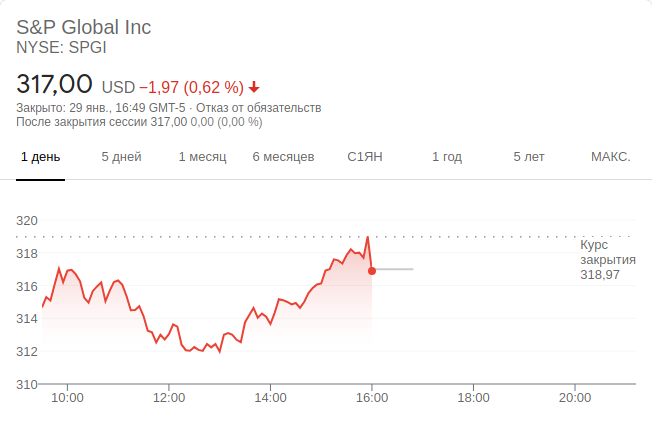 S&P Global Inc
NYSE: SPGI
317,00 USD −1,97 (0,62 %)
Закрыто: 29 янв., 16:49 GMT-5 · Отказ от обязательств
После закрытия сессии 317,00 0,00 (0,00 %)
1 день 5 дней 1 месяц 6 месяцев С1ЯН 1 год 5 лет МАКС.
320
318
316
314
312
310
Курс
закрытия
318,97
10:00 12:00 14:00 16:00 18:00 20:00